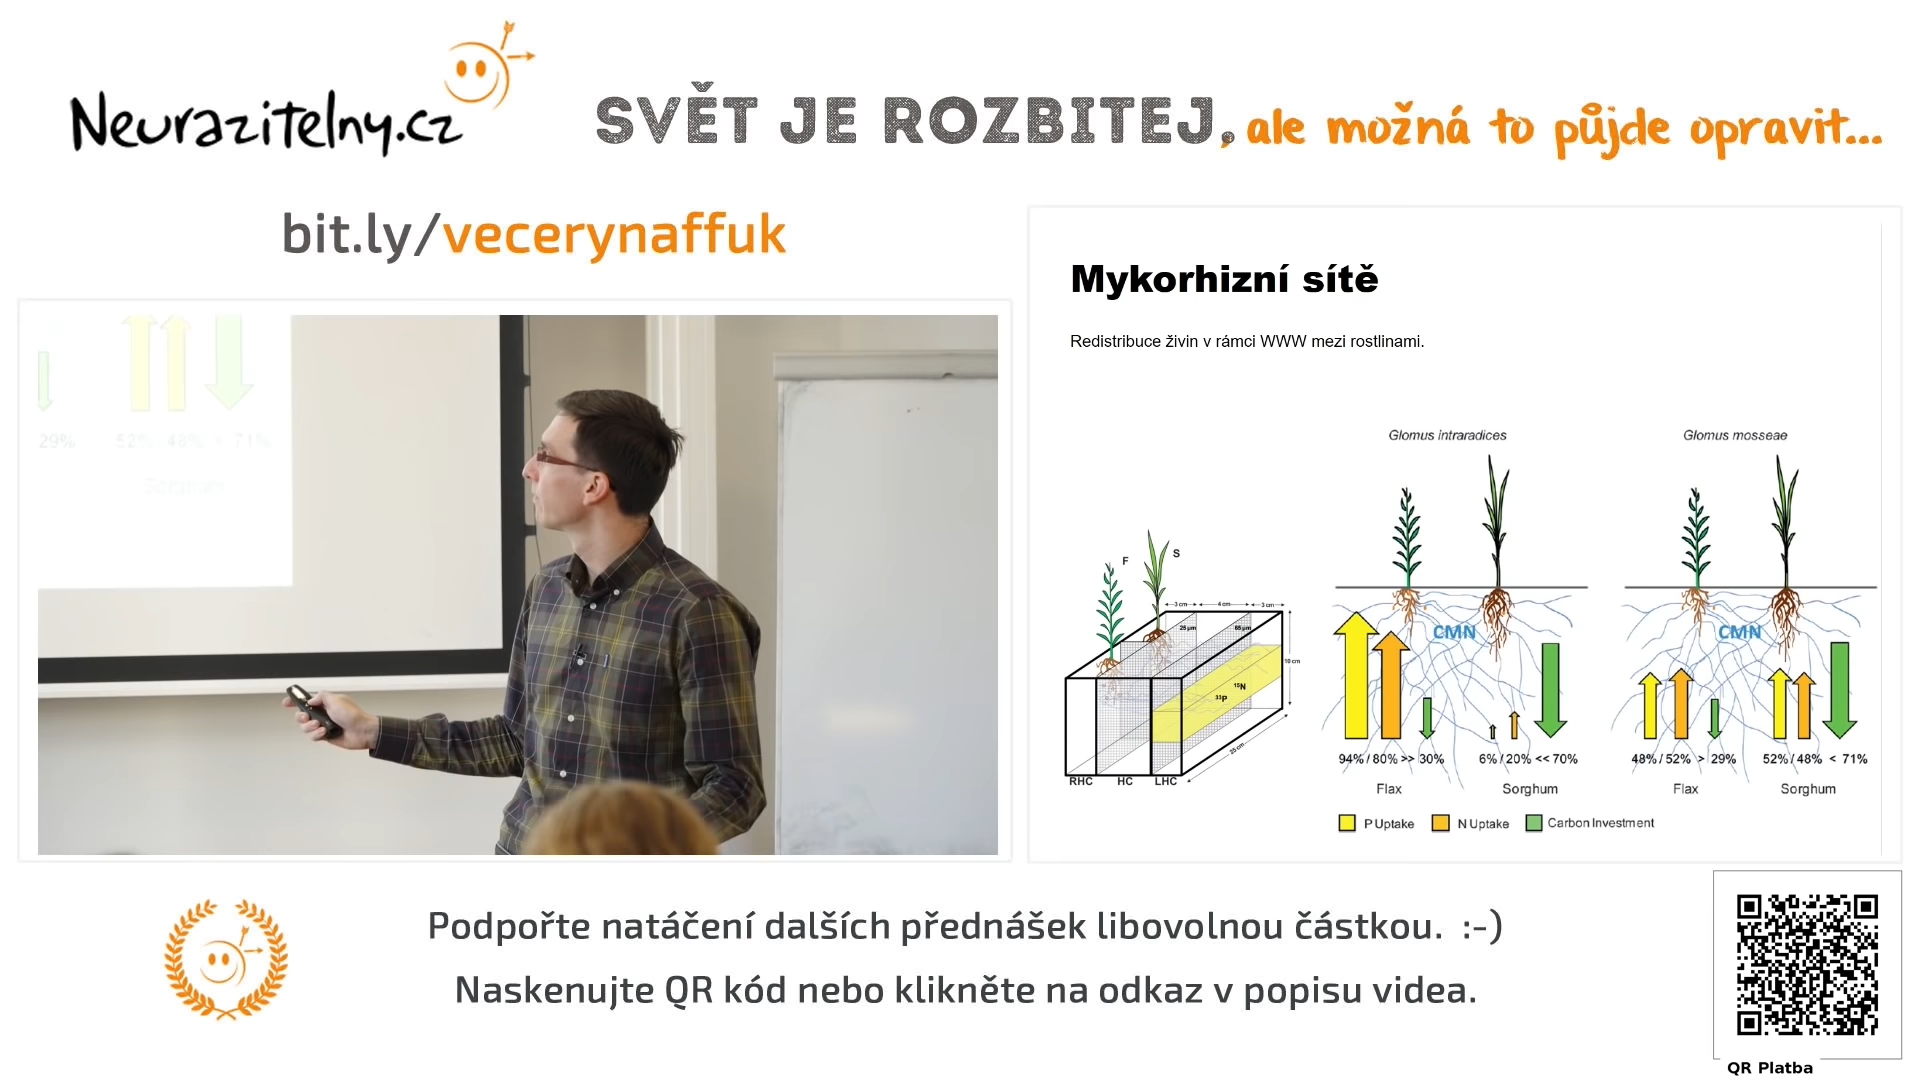 Neurazitelny.cz
SVĚT JE ROZBITEJ, ale možná to půjde opravit...
bit.ly/vecerynaffuk
29% 52% / 48% < 71%
Sorghum
Mykorhizní sítě
Redistribuce živin v rámci WWW mezi rostlinami.
Glomus intraradices
Glomus mosseae
F S
3 cm 4 cm 3 cm
25 µm 65 µm
10 cm
33P 15N
25 cm
RHC HC LHC
CMN
CMN
94% / 80% >> 30% 6% / 20% << 70%
48% / 52% > 29% 52% / 48% < 71%
Flax Sorghum
Flax Sorghum
P Uptake N Uptake Carbon Investment
Podpořte natáčení dalších přednášek libovolnou částkou. :-)
Naskenujte QR kód nebo klikněte na odkaz v popisu videa.
QR Platba